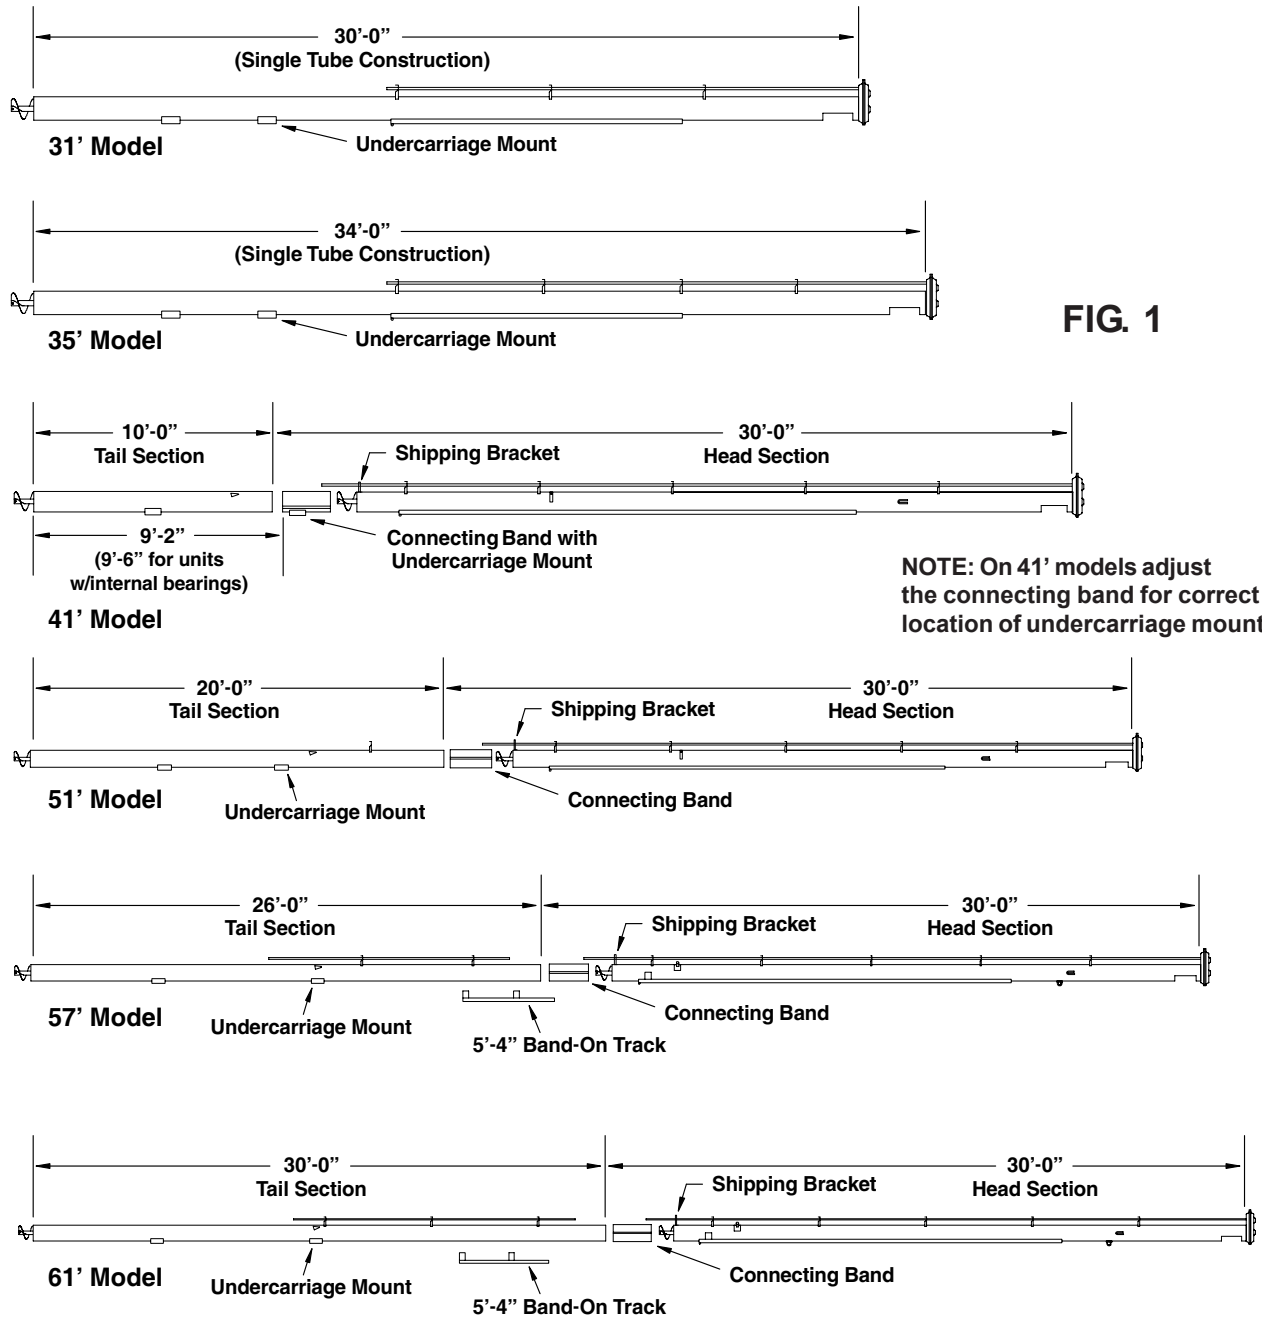 30’-0”
(Single Tube Construction)
31’ Model
Undercarriage Mount
34’-0”
(Single Tube Construction)
35’ Model
Undercarriage Mount
FIG. 1
10’-0”
Tail Section
30’-0”
Head Section
Shipping Bracket
9’-2”
(9’-6” for units
w/internal bearings)
Connecting Band with
Undercarriage Mount
41’ Model
NOTE: On 41’ models adjust
the connecting band for correct
location of undercarriage mount
20’-0”
Tail Section
30’-0”
Head Section
Shipping Bracket
51’ Model
Undercarriage Mount
Connecting Band
26’-0”
Tail Section
30’-0”
Head Section
Shipping Bracket
57’ Model
Undercarriage Mount
Connecting Band
5’-4” Band-On Track
30’-0”
Tail Section
30’-0”
Head Section
Shipping Bracket
61’ Model
Undercarriage Mount
Connecting Band
5’-4” Band-On Track